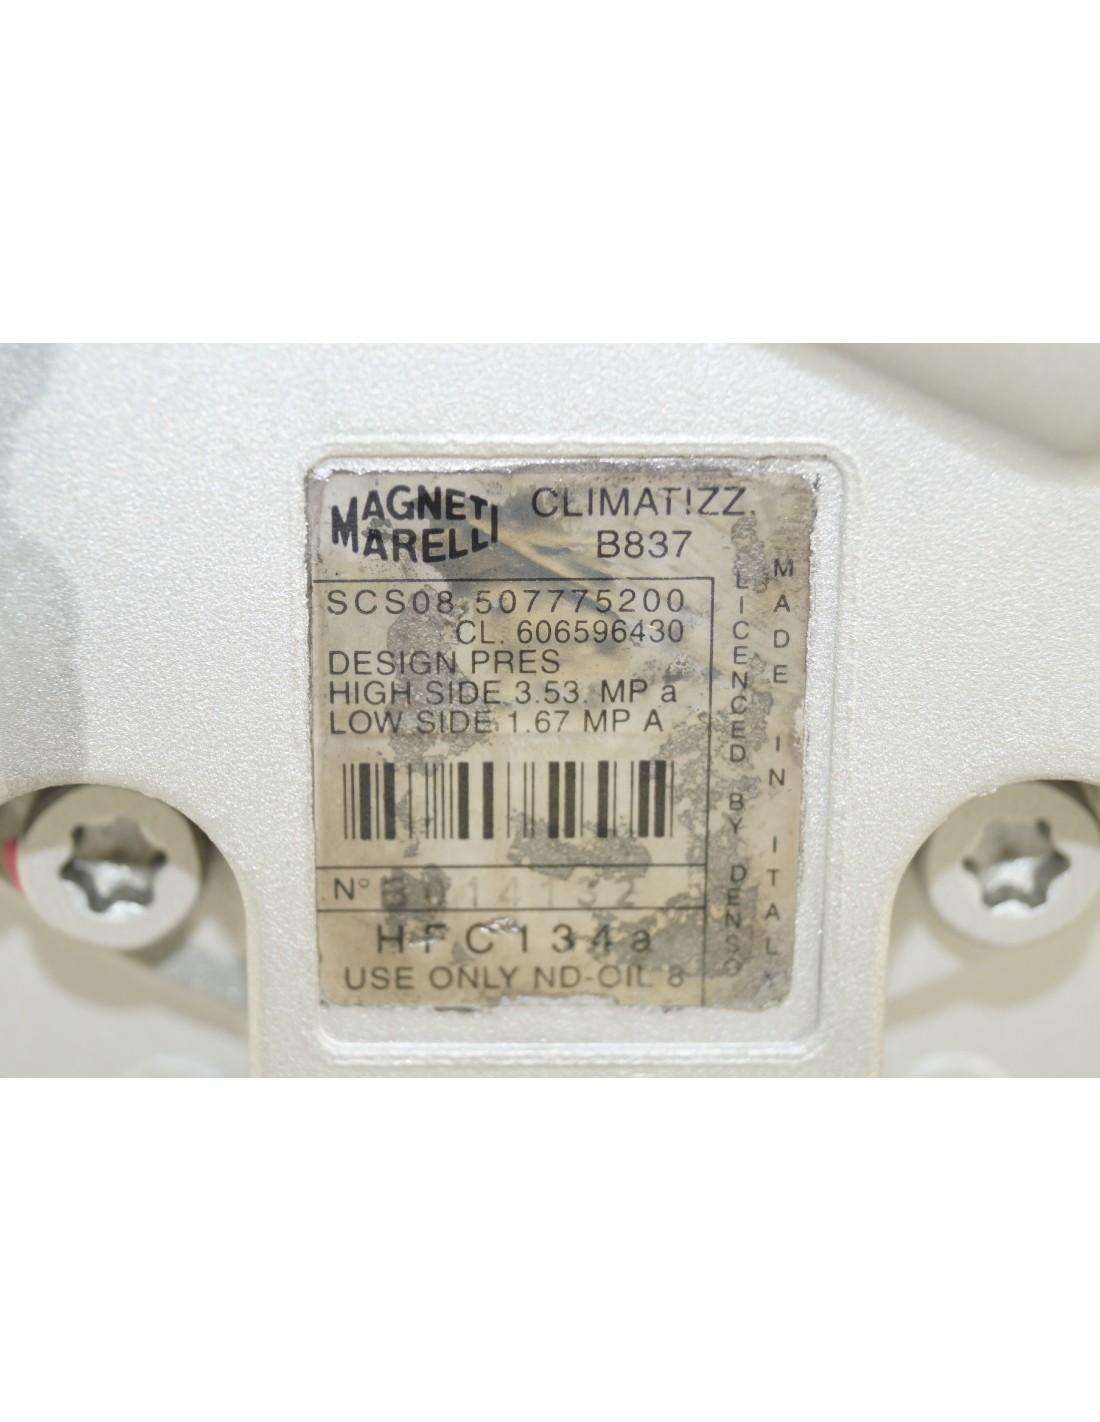 MAGNETI
MARELLI
CLIMAT!ZZ.
B837
SCS08 507775200
CL. 606596430
DESIGN PRES
HIGH SIDE 3.53. MP a
LOW SIDE 1.67 MP A
N°
HFC134a
USE ONLY ND-OIL 8
LICENCED BY DENSO
MADE IN ITALY